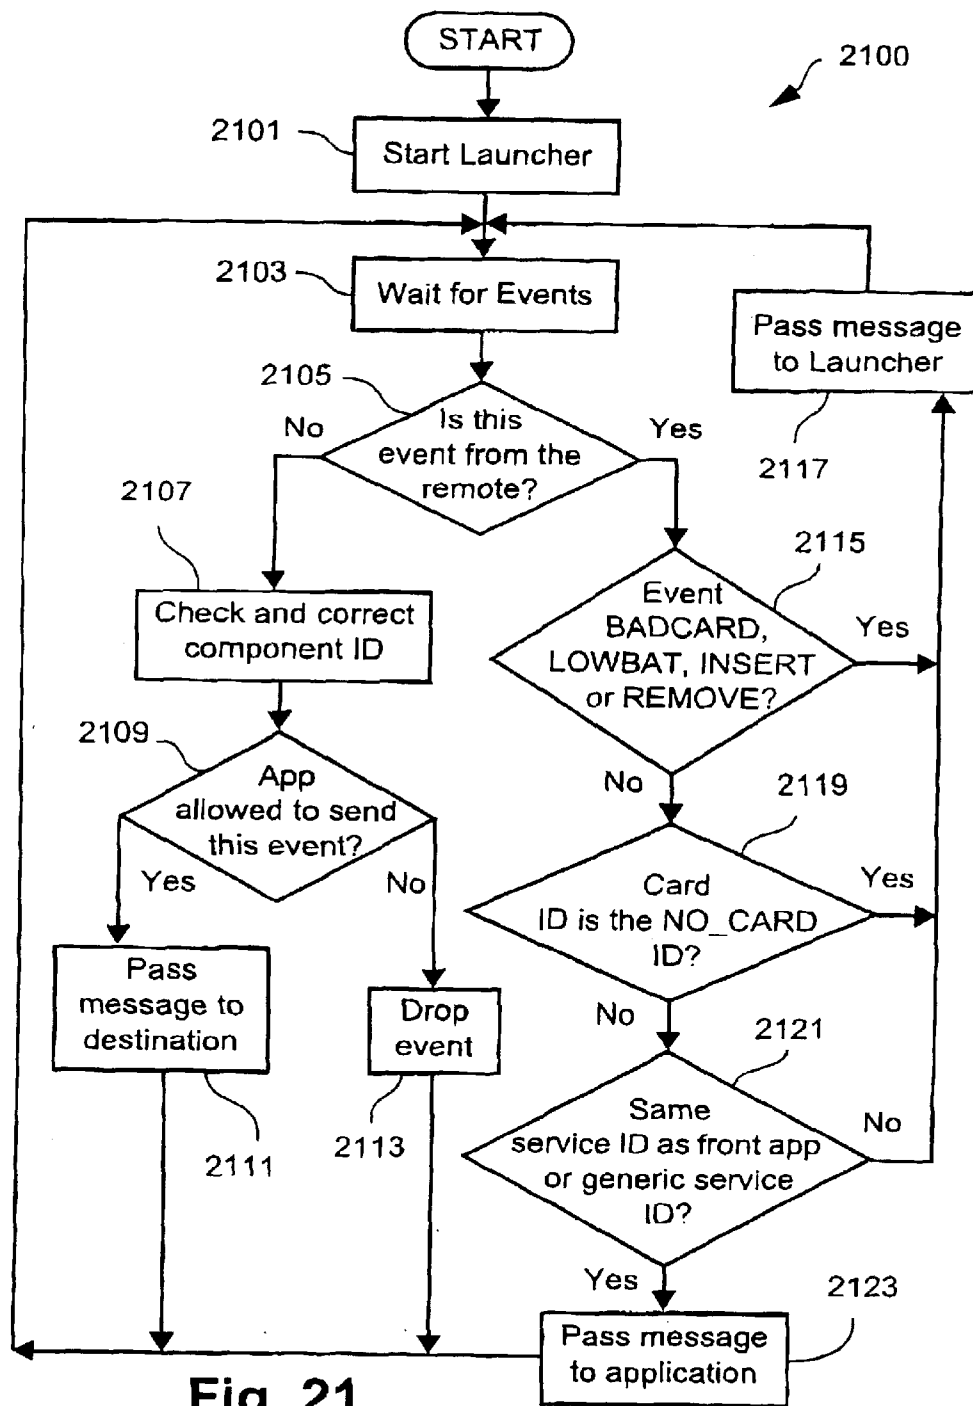 START
2100
2101
Start Launcher
2103
Wait for Events
Pass message
to Launcher
2117
2105
No
Is this
event from the
remote?
Yes
2107
Check and correct
component ID
2115
Event
BADCARD,
LOWBAT, INSERT
or REMOVE?
Yes
No
2109
App
allowed to send
this event?
Yes
No
2119
Card
ID is the NO_CARD
ID?
Yes
No
Pass
message to
destination
2111
Drop
event
2113
2121
Same
service ID as front app
or generic service
ID?
No
Yes
2123
Pass message
to application
Fig. 21